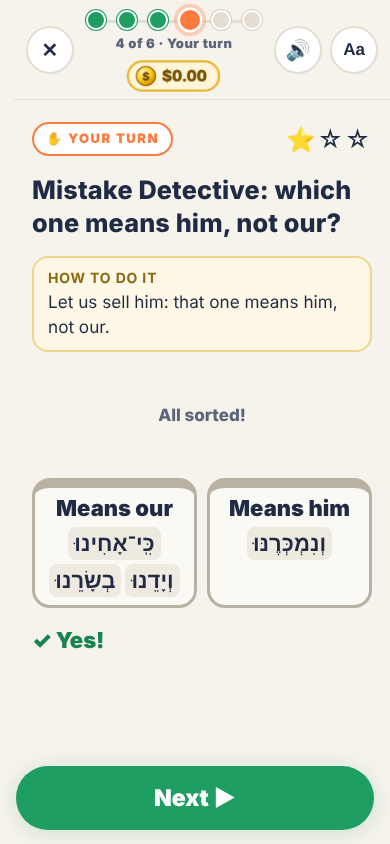 ✕
4 of 6 · Your turn
$ $0.00
Aa
YOUR TURN
Mistake Detective: which
one means him, not our?
HOW TO DO IT
Let us sell him: that one means him,
not our.
All sorted!
Means our
כִּי־אָחִינוּ
וְיָדֵנוּ בְשָׂרֵנוּ
Means him
וְנִמְכְּרֶנּוּ
✓ Yes!
Next ▶